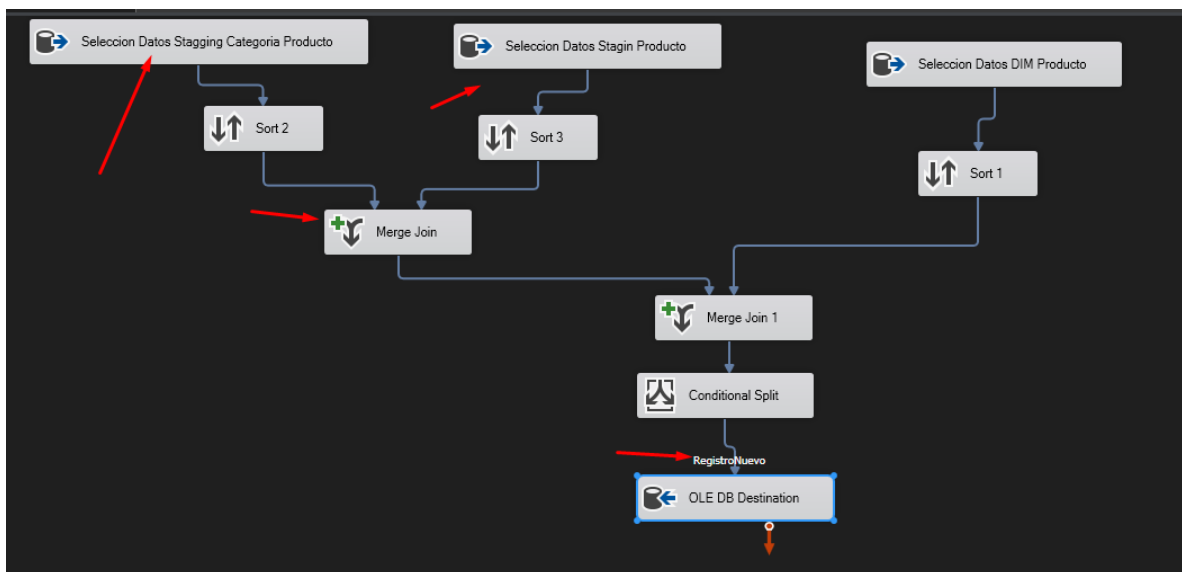 Seleccion Datos Stagging Categoria Producto
Seleccion Datos Stagin Producto
Seleccion Datos DIM Producto
Sort 2
Sort 3
Sort 1
Merge Join
Merge Join 1
Conditional Split
RegistroNuevo
OLE DB Destination